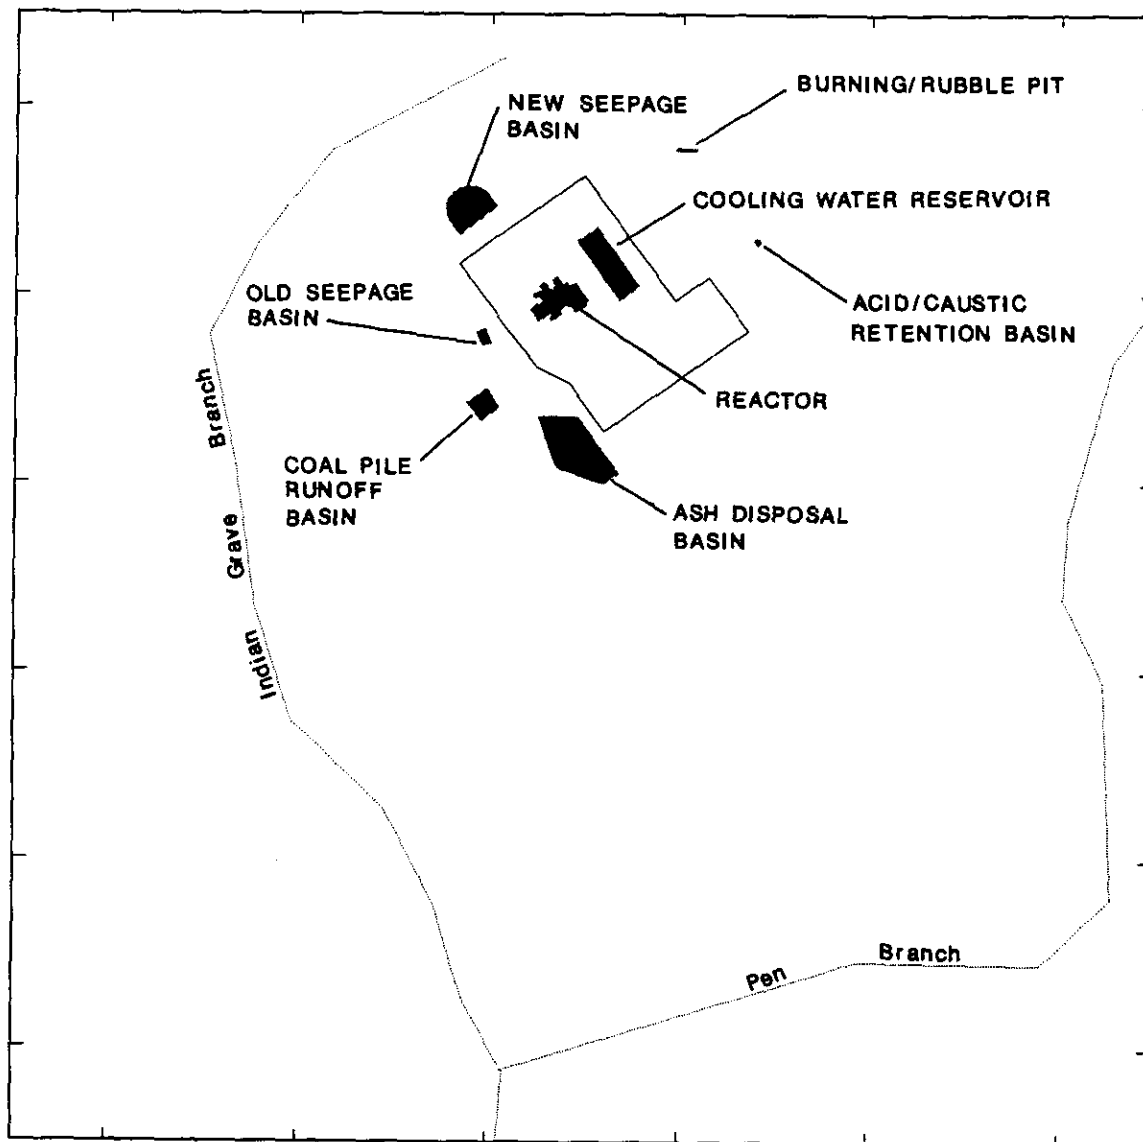 BURNING/RUBBLE PIT
NEW SEEPAGE
BASIN
COOLING WATER RESERVOIR
OLD SEEPAGE
BASIN
ACID/CAUSTIC
RETENTION BASIN
REACTOR
COAL PILE
RUNOFF
BASIN
ASH DISPOSAL
BASIN
Indian Grave Branch
Pen Branch